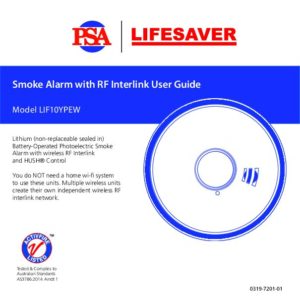 PSA LIFESAVER
Smoke Alarm with RF Interlink User Guide
Model LIF10YPEW
Lithium (non-replaceable sealed in)
Battery-Operated Photoelectric Smoke
Alarm with wireless RF Interlink
and HUSH® Control
You do NOT need a home wi-fi system
to use these units. Multiple wireless units
create their own independent wireless RF
interlink network.
ACTIVFIRE
LISTED
Tested & Complies to
Australian Standards
AS3786:2014 Amdt 1
0319-7201-01